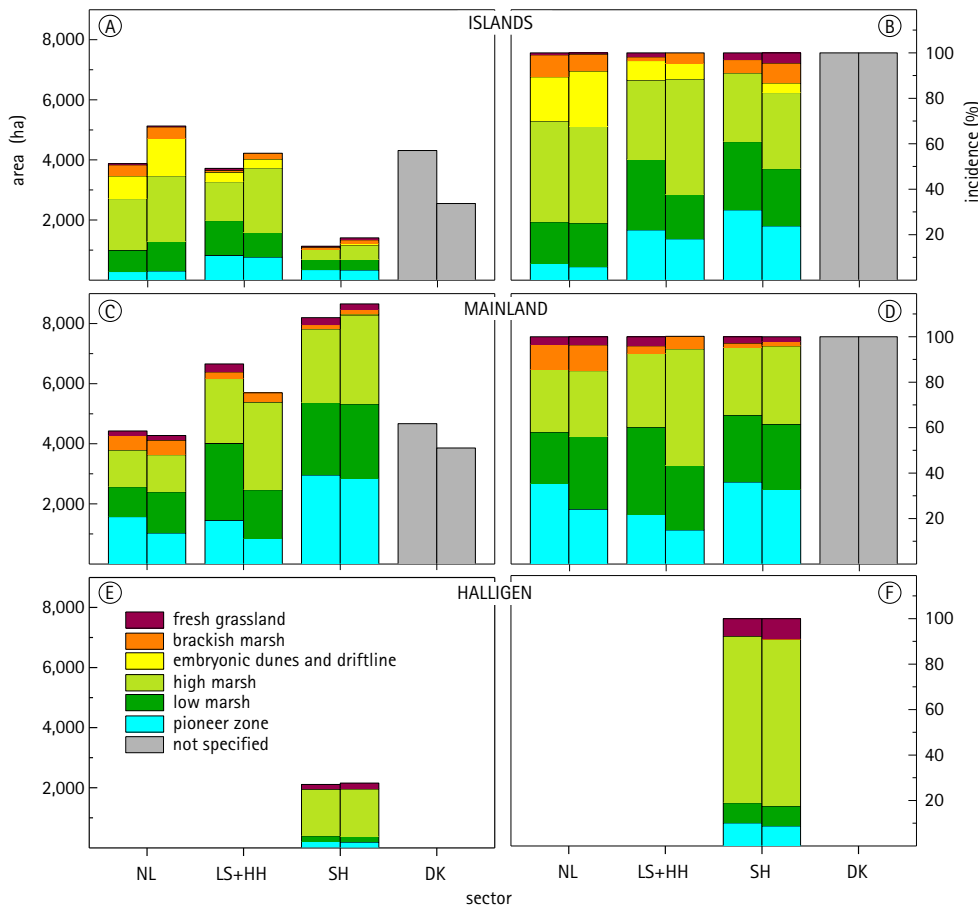 A
ISLANDS
B
area (ha)
8,000
6,000
4,000
2,000
100
80
60
40
20
incidence (%)
C
MAINLAND
D
8,000
6,000
4,000
2,000
100
80
60
40
20
E
HALLIGEN
F
8,000
6,000
4,000
2,000
fresh grassland
brackish marsh
embryonic dunes and driftline
high marsh
low marsh
pioneer zone
not specified
100
80
60
40
20
NL LS+HH SH DK
NL LS+HH SH DK
sector